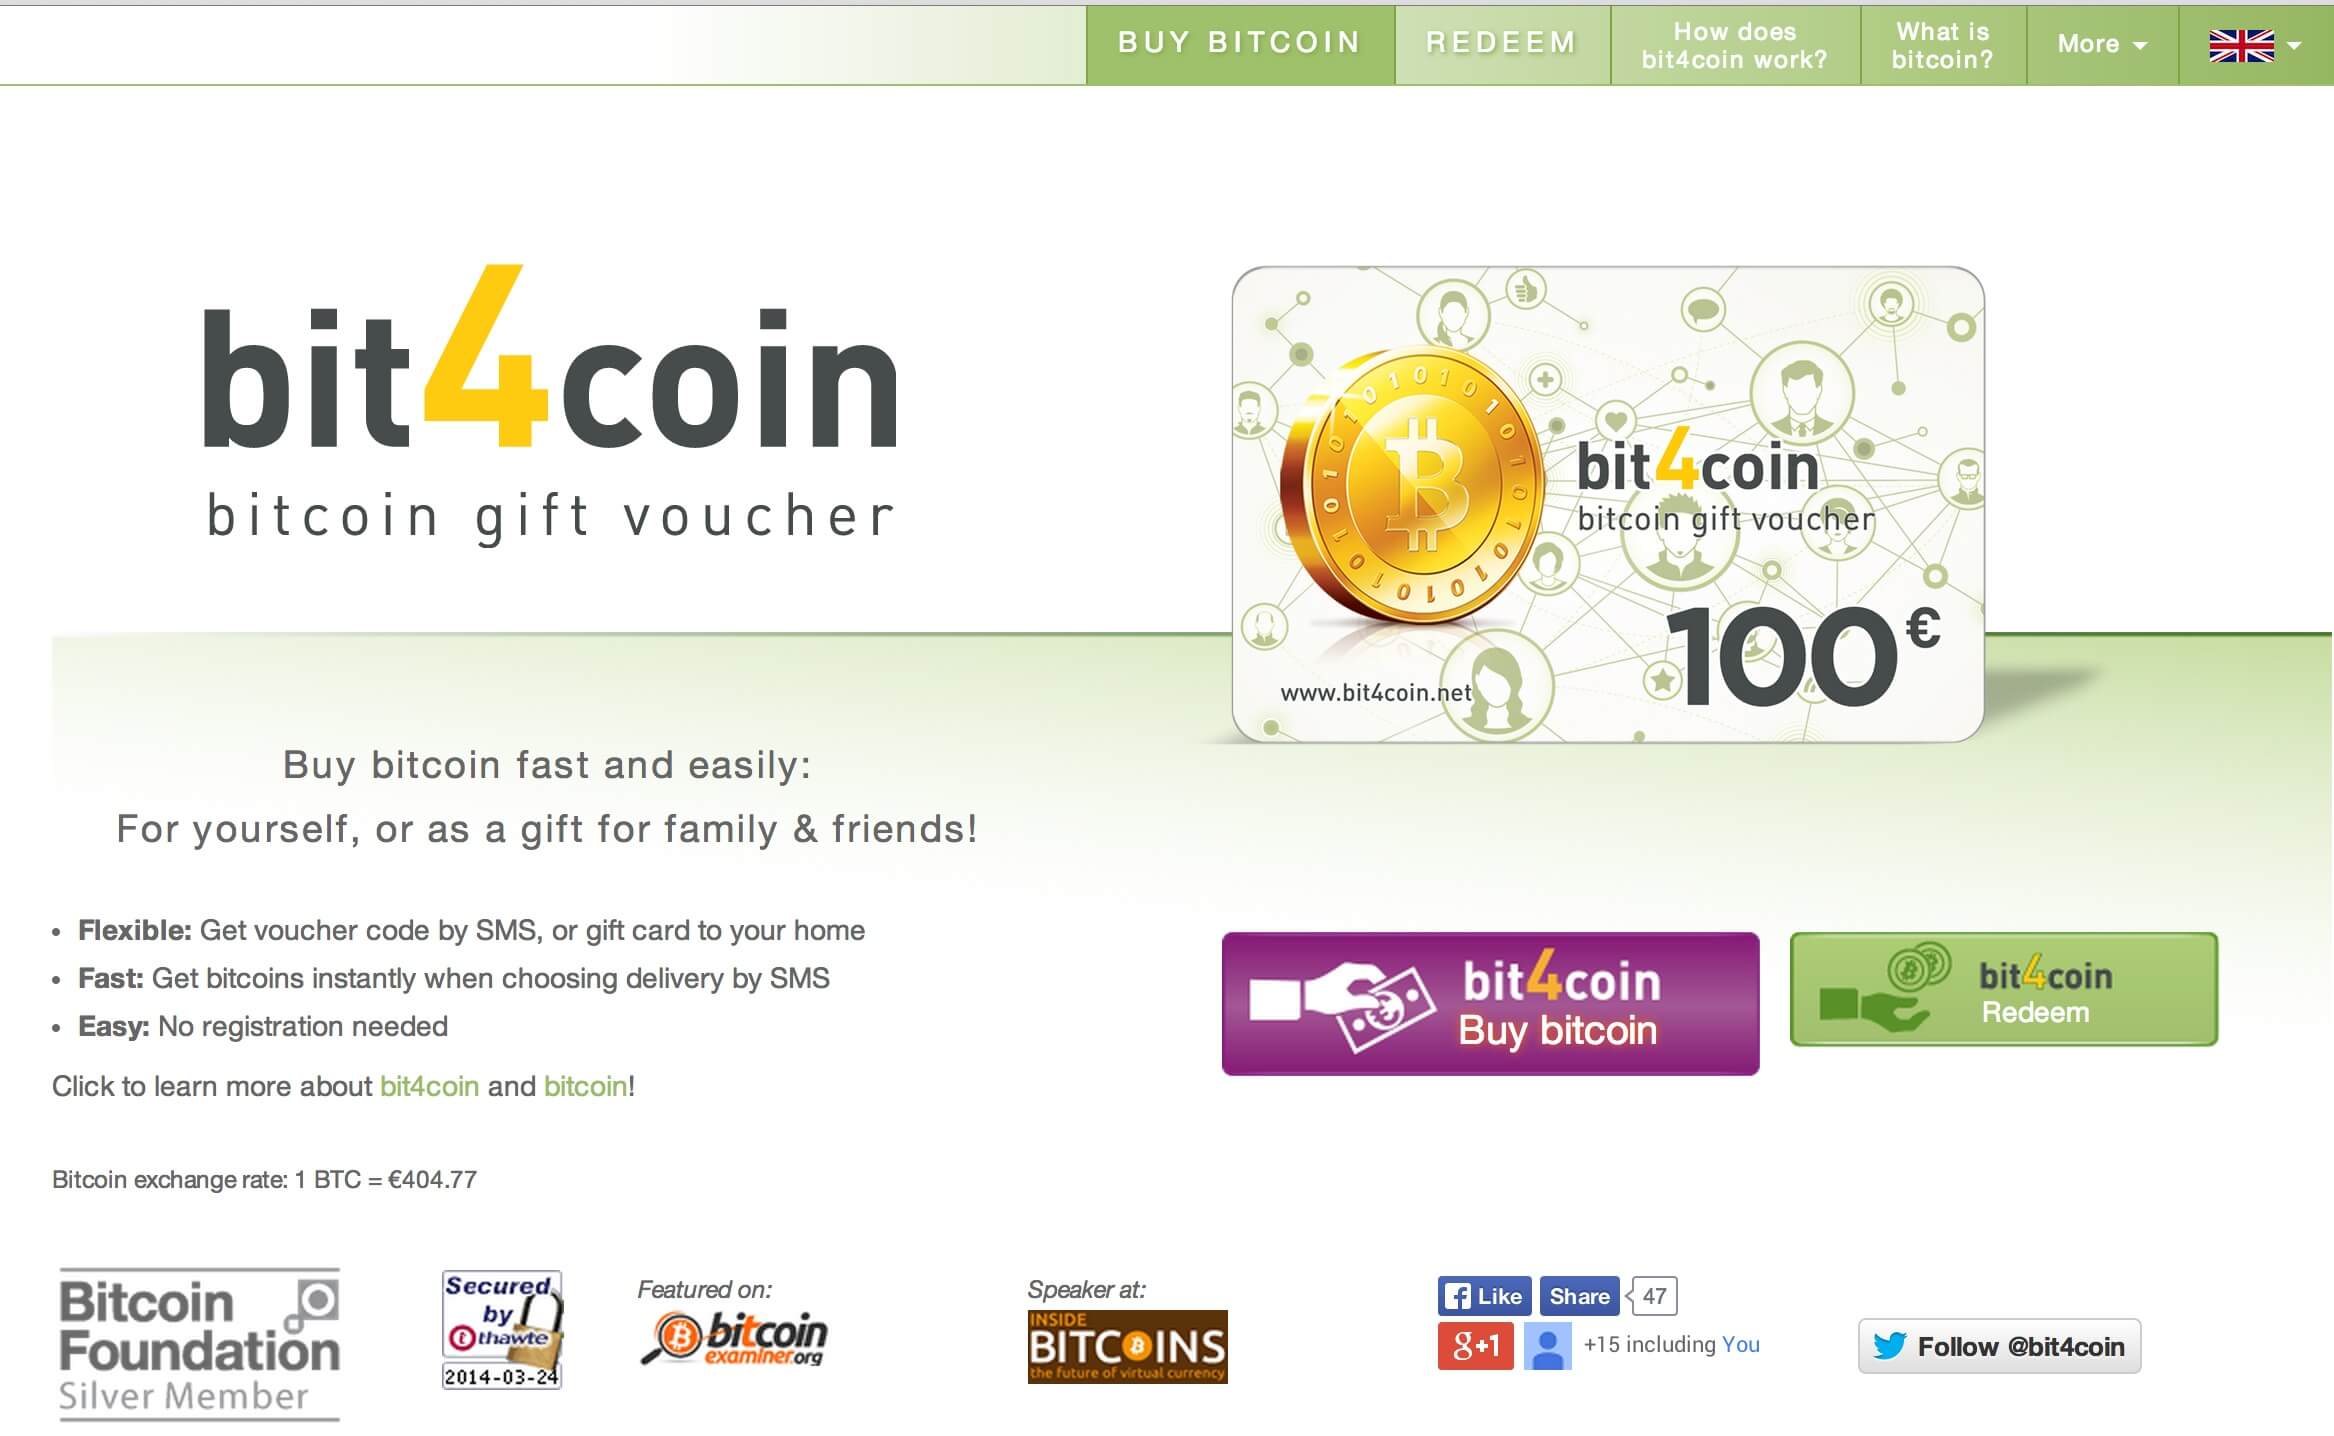 BUY BITCOIN
REDEEM
How does
bit4coin work?
What is
bitcoin?
More
bit4coin
bitcoin gift voucher
bit4coin
bitcoin gift voucher
100€
www.bit4coin.net
Buy bitcoin fast and easily:
For yourself, or as a gift for family & friends!
• Flexible: Get voucher code by SMS, or gift card to your home
• Fast: Get bitcoins instantly when choosing delivery by SMS
• Easy: No registration needed
Click to learn more about bit4coin and bitcoin!
bit4coin
Buy bitcoin
bit4coin
Redeem
Bitcoin exchange rate: 1 BTC = €404.77
Bitcoin
Foundation
Silver Member
Secured
by
thawte
2014-03-24
Featured on:
bitcoin
examiner.org
Speaker at:
INSIDE
BITCOINS
the future of virtual currency
Like Share 47
g+1 +15 including You
Follow @bit4coin